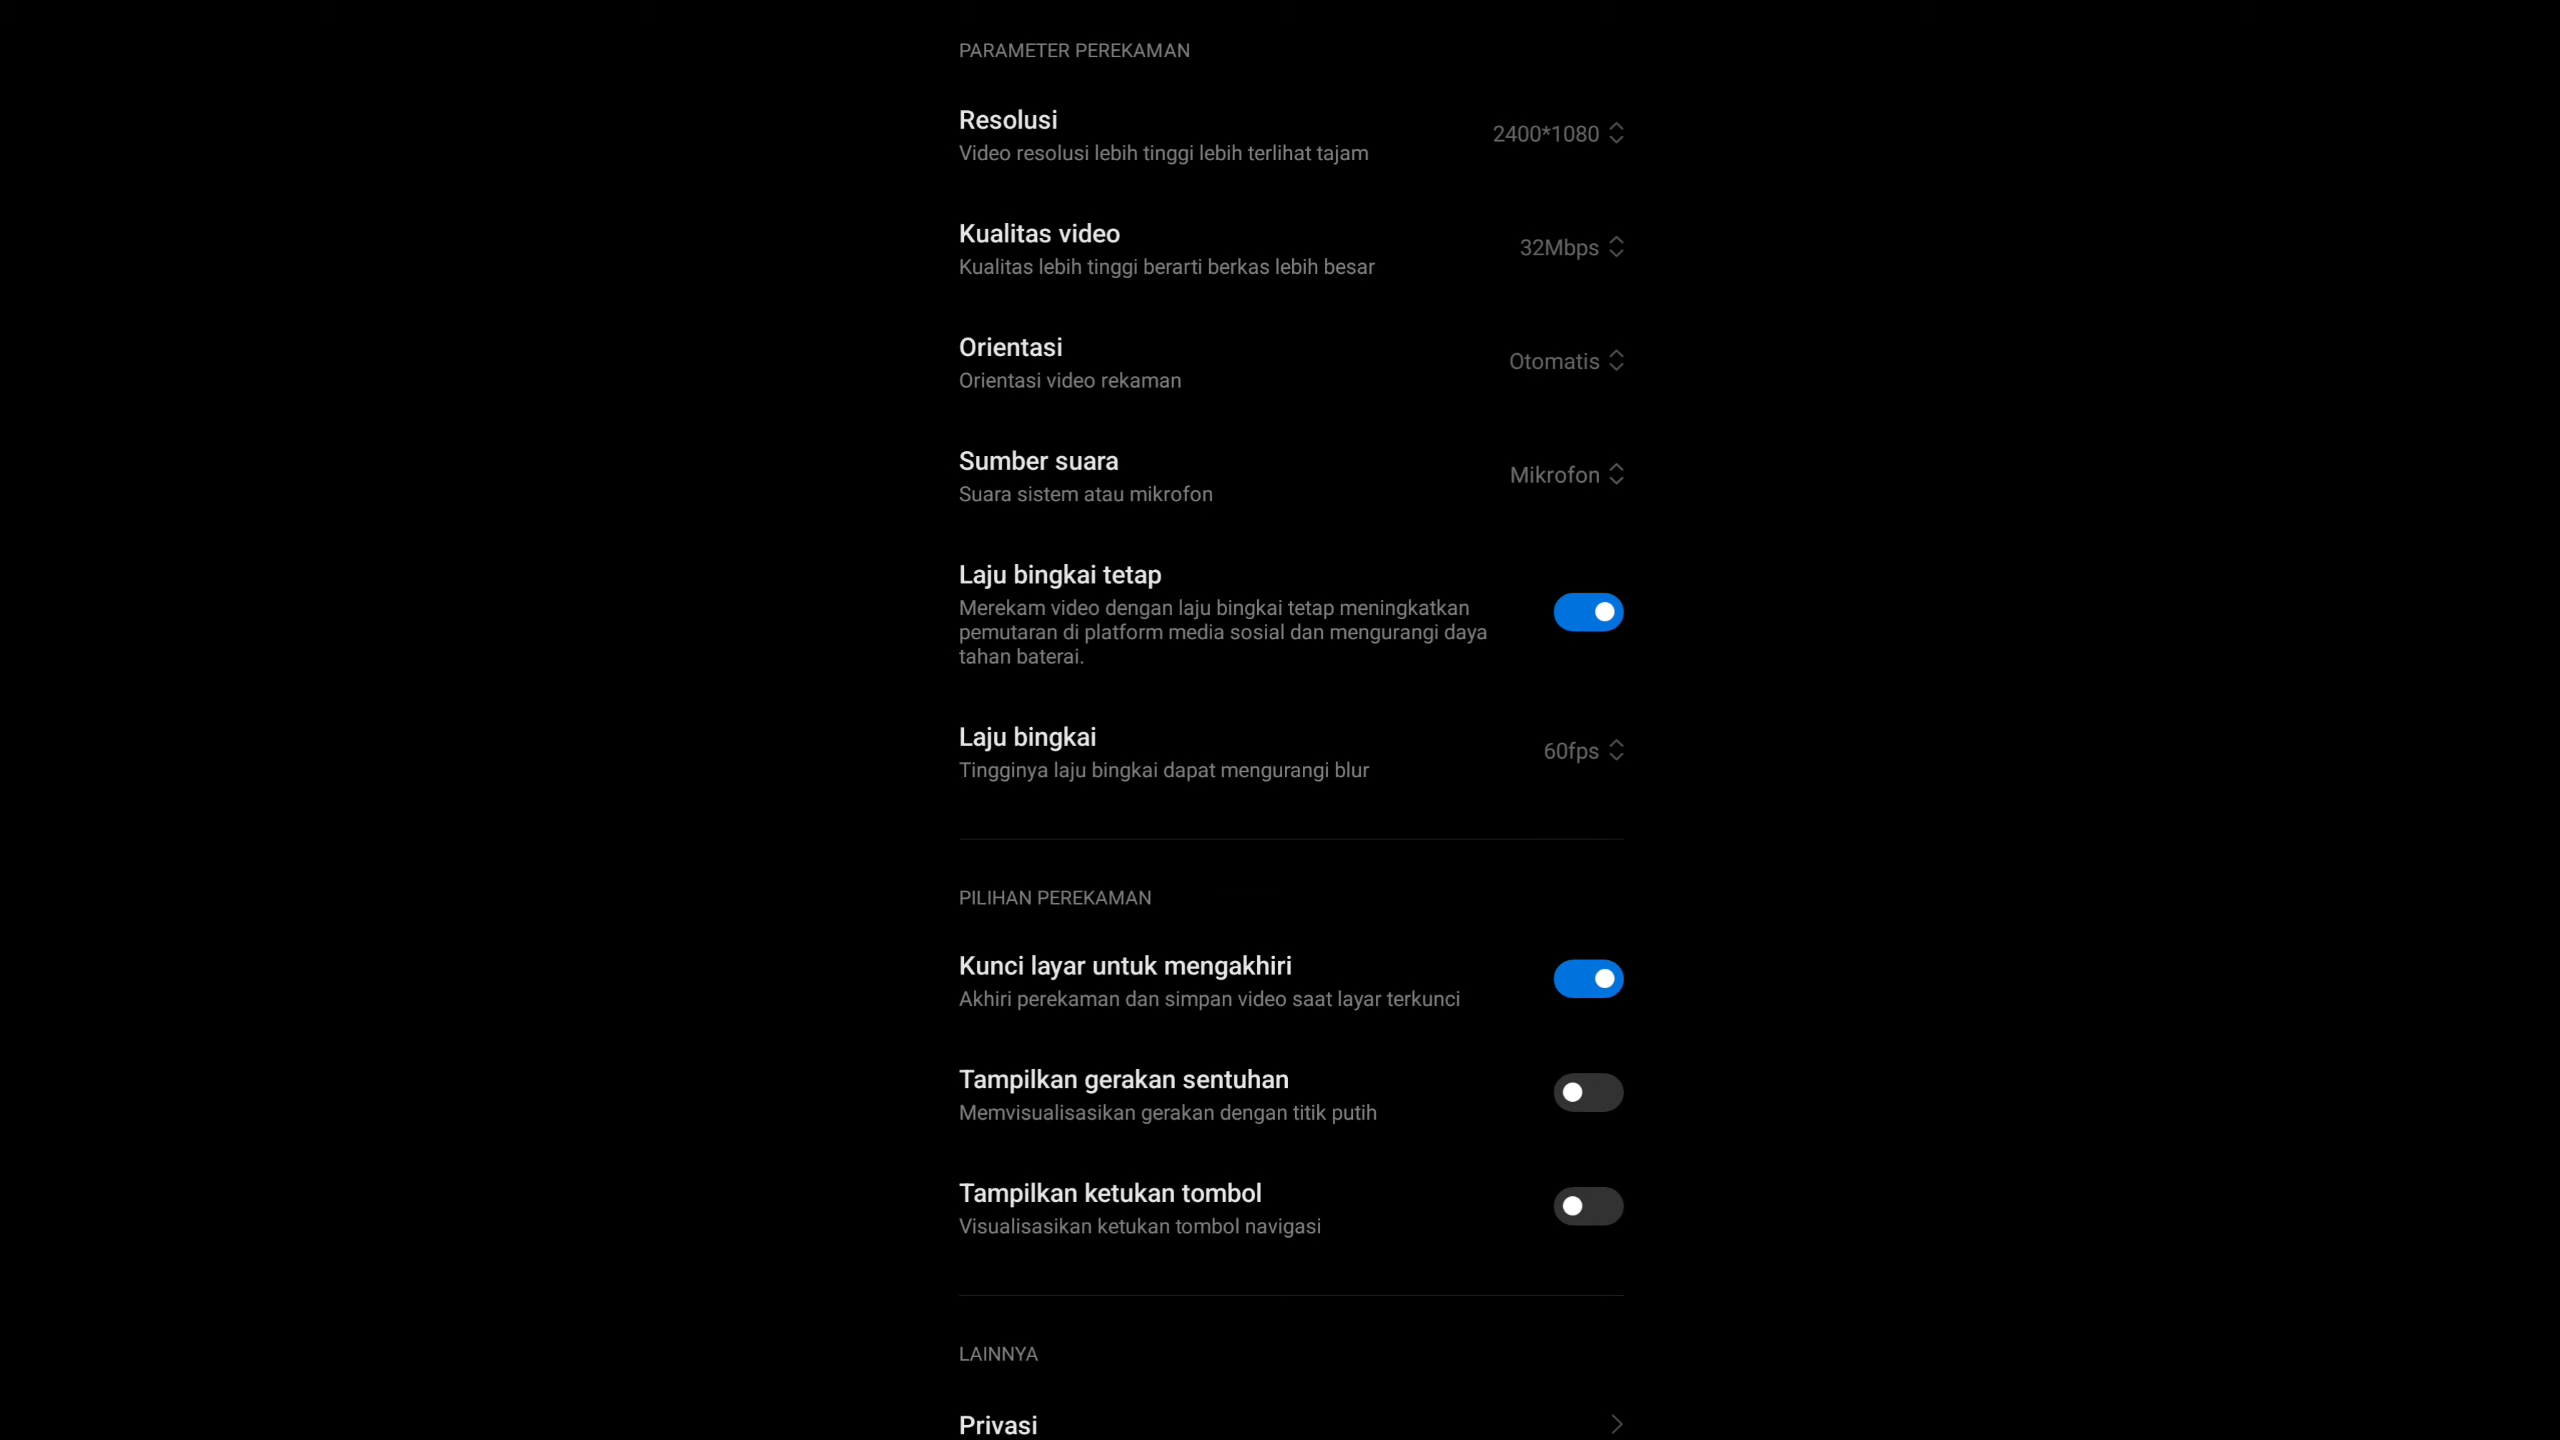 PARAMETER PEREKAMAN
Resolusi
Video resolusi lebih tinggi lebih terlihat tajam
2400*1080
Kualitas video
Kualitas lebih tinggi berarti berkas lebih besar
32Mbps
Orientasi
Orientasi video rekaman
Otomatis
Sumber suara
Suara sistem atau mikrofon
Mikrofon
Laju bingkai tetap
Merekam video dengan laju bingkai tetap meningkatkan
pemutaran di platform media sosial dan mengurangi daya
tahan baterai.
Laju bingkai
Tingginya laju bingkai dapat mengurangi blur
60fps
PILIHAN PEREKAMAN
Kunci layar untuk mengakhiri
Akhiri perekaman dan simpan video saat layar terkunci
Tampilkan gerakan sentuhan
Memvisualisasikan gerakan dengan titik putih
Tampilkan ketukan tombol
Visualisasikan ketukan tombol navigasi
LAINNYA
Privasi